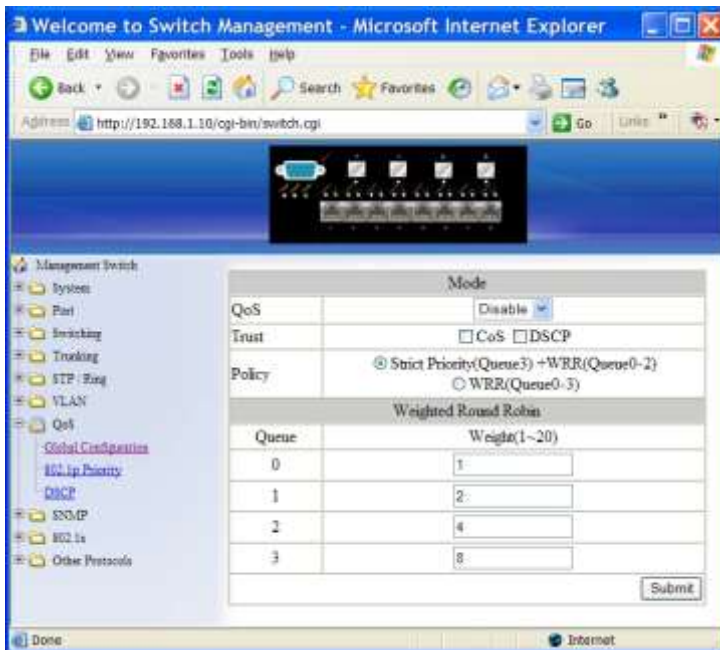 Welcome to Switch Management - Microsoft Internet Explorer
File Edit View Favorites Tools Help
Back Search Favorites
Address http://192.168.1.10/cgi-bin/switch.cgi Go Links »
Management Switch
System
Port
Switching
Trunking
STP / Ring
VLAN
QoS
Global Configuration
802.1p Priority
DSCP
SNMP
802.1x
Other Protocols
Mode
QoS Disable
Trust CoS DSCP
Policy Strict Priority(Queue3) +WRR(Queue0-2)
WRR(Queue0-3)
Weighted Round Robin
Queue Weight(1~20)
0 1
1 2
2 4
3 8
Submit
Done Internet